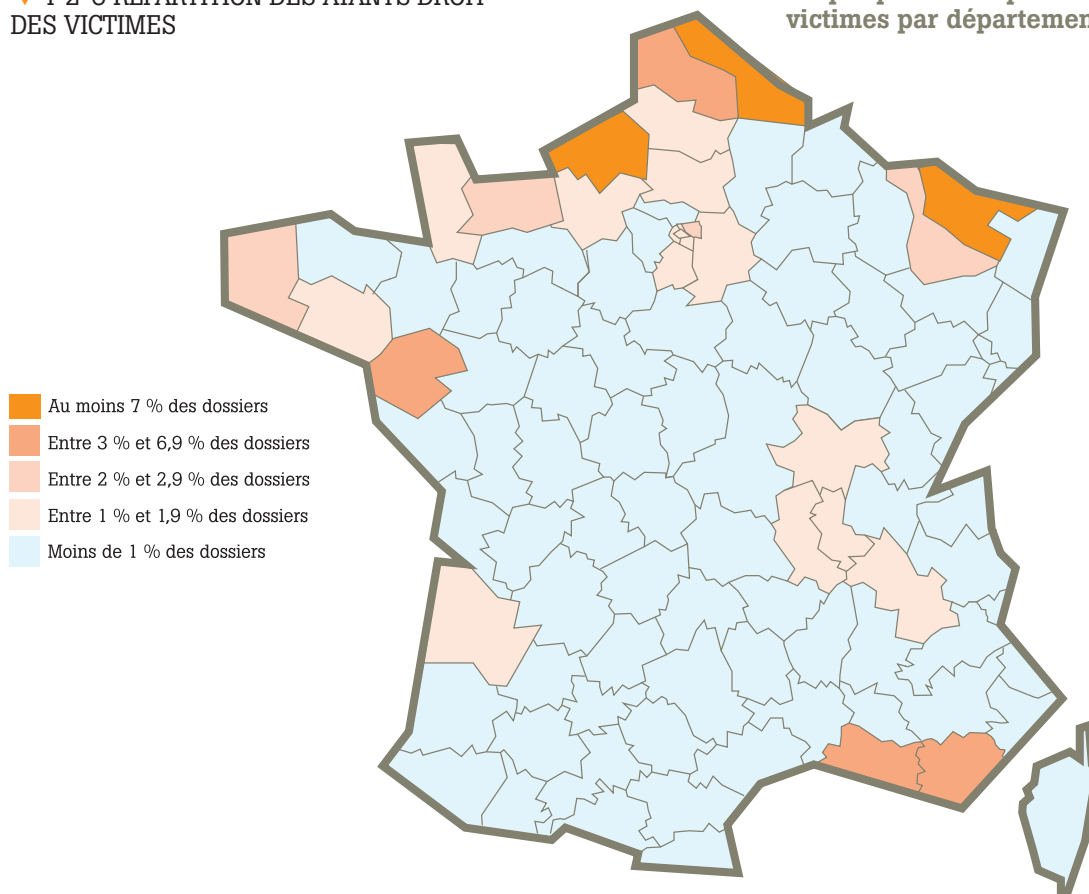 DES VICTIMES
victimes par
Au moins 7 % des dossiers
Entre 3 % et 6,9 % des dossiers
Entre 2 % et 2,9 % des dossiers
Entre 1 % et 1,9 % des dossiers
Moins de 1 % des dossiers